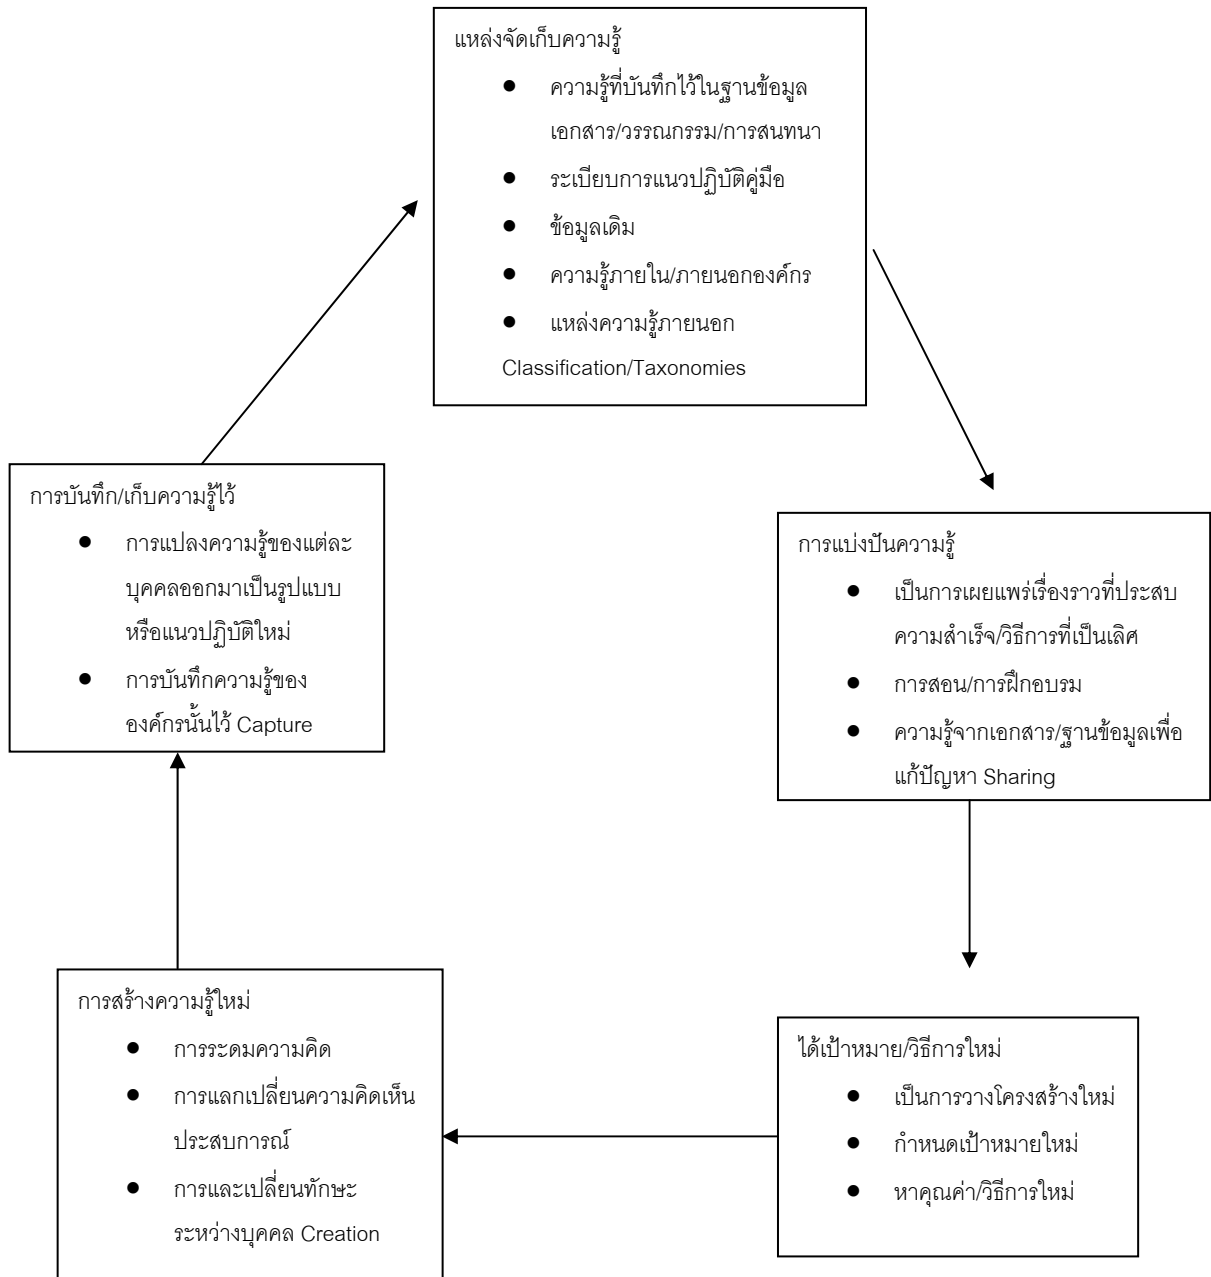 แหล่งจัดเก็บความรู้
● ความรู้ที่บันทึกไว้ในฐานข้อมูล
เอกสาร/วรรณกรรม/การสนทนา
● ระเบียบการแนวปฏิบัติคู่มือ
● ข้อมูลเดิม
● ความรู้ภายใน/ภายนอกองค์กร
● แหล่งความรู้ภายนอก
Classification/Taxonomies
การบันทึก/เก็บความรู้ไว้
● การแปลงความรู้ของแต่ละ
บุคคลออกมาเป็นรูปแบบ
หรือแนวปฏิบัติใหม่
● การบันทึกความรู้ของ
องค์กรนั้นไว้ Capture
การแบ่งปันความรู้
● เป็นการเผยแพร่เรื่องราวที่ประสบ
ความสำเร็จ/วิธีการที่เป็นเลิศ
● การสอน/การฝึกอบรม
● ความรู้จากเอกสาร/ฐานข้อมูลเพื่อ
แก้ปัญหา Sharing
การสร้างความรู้ใหม่
● การระดมความคิด
● การแลกเปลี่ยนความคิดเห็น
ประสบการณ์
● การและเปลี่ยนทักษะ
ระหว่างบุคคล Creation
ได้เป้าหมาย/วิธีการใหม่
● เป็นการวางโครงสร้างใหม่
● กำหนดเป้าหมายใหม่
● หาคุณค่า/วิธีการใหม่